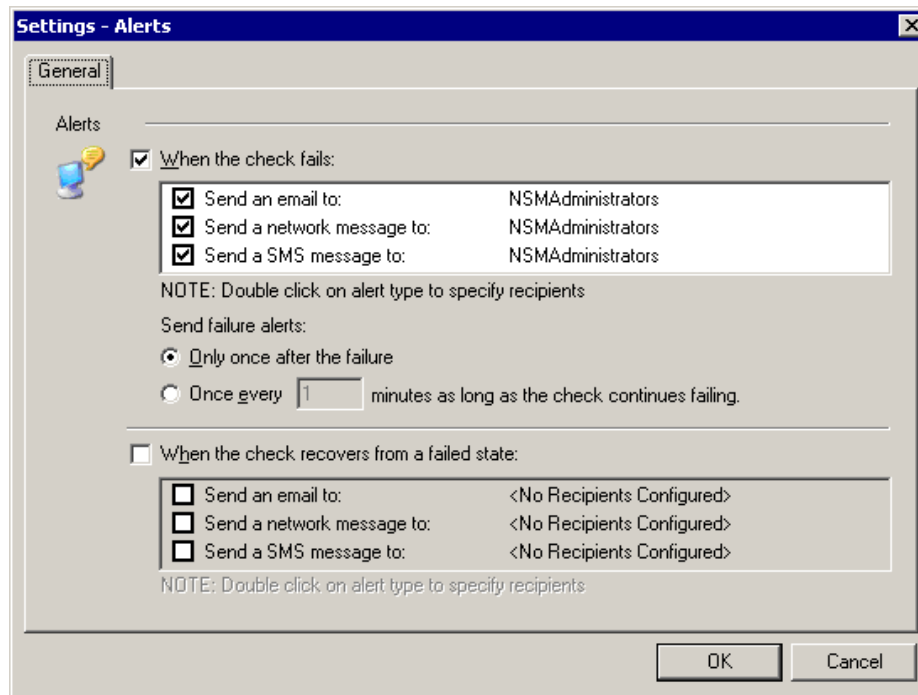 Settings - Alerts
General
Alerts
When the check fails:
Send an email to: NSMAdministrators
Send a network message to: NSMAdministrators
Send a SMS message to: NSMAdministrators
NOTE: Double click on alert type to specify recipients
Send failure alerts:
Only once after the failure
Once every 1 minutes as long as the check continues failing.
When the check recovers from a failed state:
Send an email to: <No Recipients Configured>
Send a network message to: <No Recipients Configured>
Send a SMS message to: <No Recipients Configured>
NOTE: Double click on alert type to specify recipients
OK Cancel